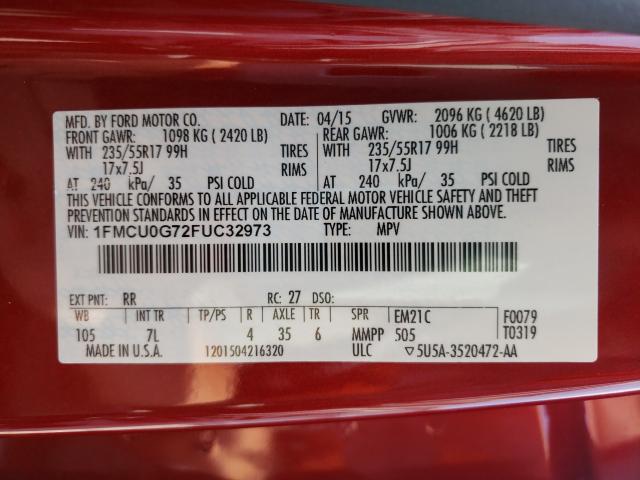 MFD. BY FORD MOTOR CO. DATE: 04/15 GVWR: 2096 KG ( 4620 LB)
FRONT GAWR: 1098 KG ( 2420 LB) REAR GAWR: 1006 KG ( 2218 LB)
WITH 235/55R17 99H TIRES WITH 235/55R17 99H TIRES
17x7.5J RIMS 17x7.5J RIMS
AT 240 kPa/ 35 PSI COLD AT 240 kPa/ 35 PSI COLD
THIS VEHICLE CONFORMS TO ALL APPLICABLE FEDERAL MOTOR VEHICLE SAFETY AND THEFT
PREVENTION STANDARDS IN EFFECT ON THE DATE OF MANUFACTURE SHOWN ABOVE.
VIN: 1FMCU0G72FUC32973 TYPE: MPV
EXT PNT: RR RC: 27 DSO:
WB INT TR TP/PS R AXLE TR SPR EM21C F0079
105 7L 4 35 6 MMPP 505 T0319
MADE IN U.S.A. 1201504216320 ULC ▽5U5A-3520472-AA